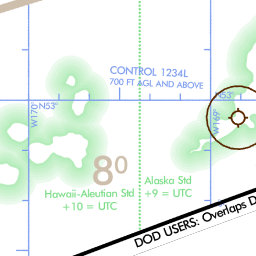 CONTROL 1234L
700 FT AGL AND ABOVE
N53°
N53°
W170°
W169°
8⁰
Hawaii-Aleutian Std
+10 = UTC
Alaska Std
+9 = UTC
DOD USERS: Overlaps D